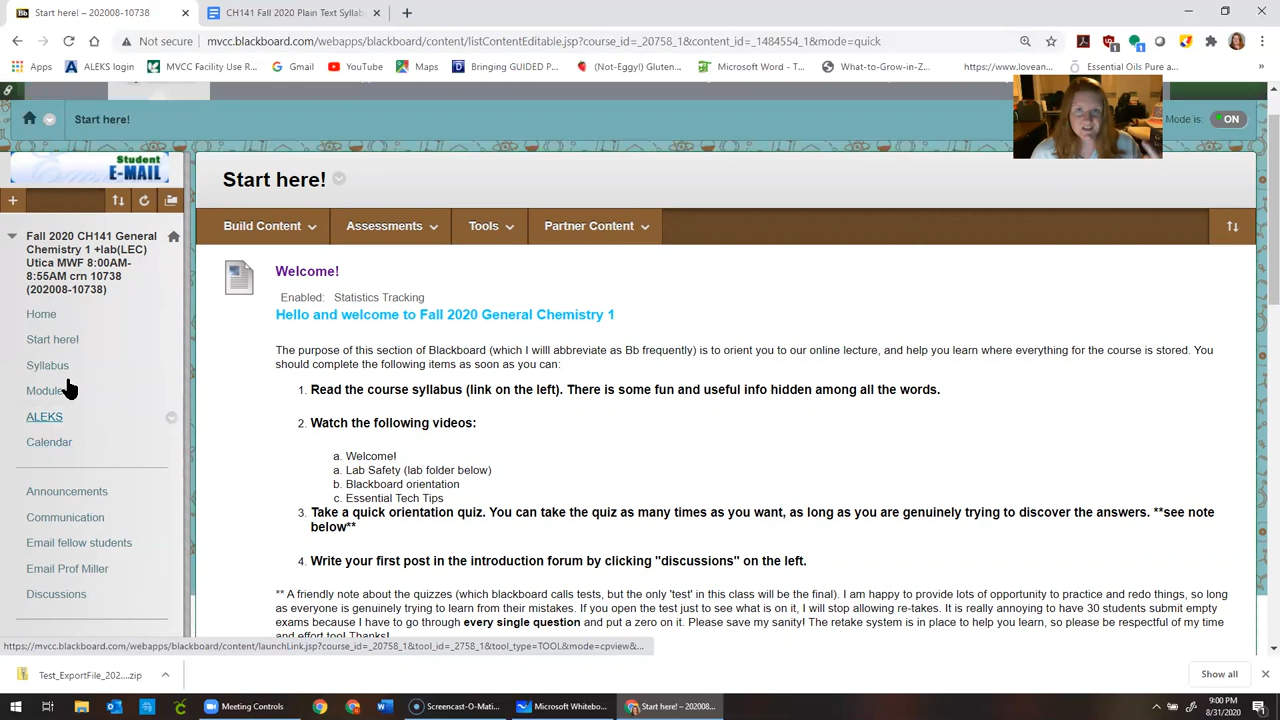 Start here! – 202008-10738
CH141 Fall 2020 Plain Text Syllab
Not secure
mvcc.blackboard.com/webapps/blackboard/content/listContentEditable.jsp?course_id=_20758_1&content_id=_1484554_1&mode=quick
Apps
ALEKS login
MVCC Facility Use R...
Gmail
YouTube
Maps
Bringing GUIDED P...
(Not-Eggy!) Gluten...
Microsoft Word - T...
What-to-Grow-in-Z...
https://www.lovean...
Essential Oils Pure a
»
Start here!
Mode is:
ON
Student
E-MAIL
Start here!
Build Content
Assessments
Tools
Partner Content
Fall 2020 CH141 General
Chemistry 1 +lab(LEC)
Utica MWF 8:00AM-
8:55AM crn 10738
(202008-10738)
Home
Start here!
Syllabus
Module
ALEKS
Calendar
Announcements
Communication
Email fellow students
Email Prof Miller
Discussions
Welcome!
Enabled: Statistics Tracking
Hello and welcome to Fall 2020 General Chemistry 1
The purpose of this section of Blackboard (which I willl abbreviate as Bb frequently) is to orient you to our online lecture, and help you learn where everything for the course is stored. You
should complete the following items as soon as you can:
1. Read the course syllabus (link on the left). There is some fun and useful info hidden among all the words.
2. Watch the following videos:
a. Welcome!
a. Lab Safety (lab folder below)
b. Blackboard orientation
c. Essential Tech Tips
3. Take a quick orientation quiz. You can take the quiz as many times as you want, as long as you are genuinely trying to discover the answers. **see note
below**
4. Write your first post in the introduction forum by clicking "discussions" on the left.
** A friendly note about the quizzes (which blackboard calls tests, but the only 'test' in this class will be the final). I am happy to provide lots of opportunity to practice and redo things, so long
as everyone is genuinely trying to learn from their mistakes. If you open the test just to see what is on it, I will stop allowing re-takes. It is really annoying to have 30 students submit empty
exams because I have to go through every single question and put a zero on it. Please save my sanity! The retake system is in place to help you learn, so please be respectful of my time
and effort too! Thanks!
https://mvcc.blackboard.com/webapps/blackboard/content/launchLink.jsp?course_id=_20758_1&tool_id=_2758_1&tool_type=TOOL&mode=cpview&...
Test_ExportFile_202....zip
Show all
Meeting Controls
Screencast-O-Mati...
Microsoft Whitebo...
Start here! – 202008...
9:00 PM
8/31/2020